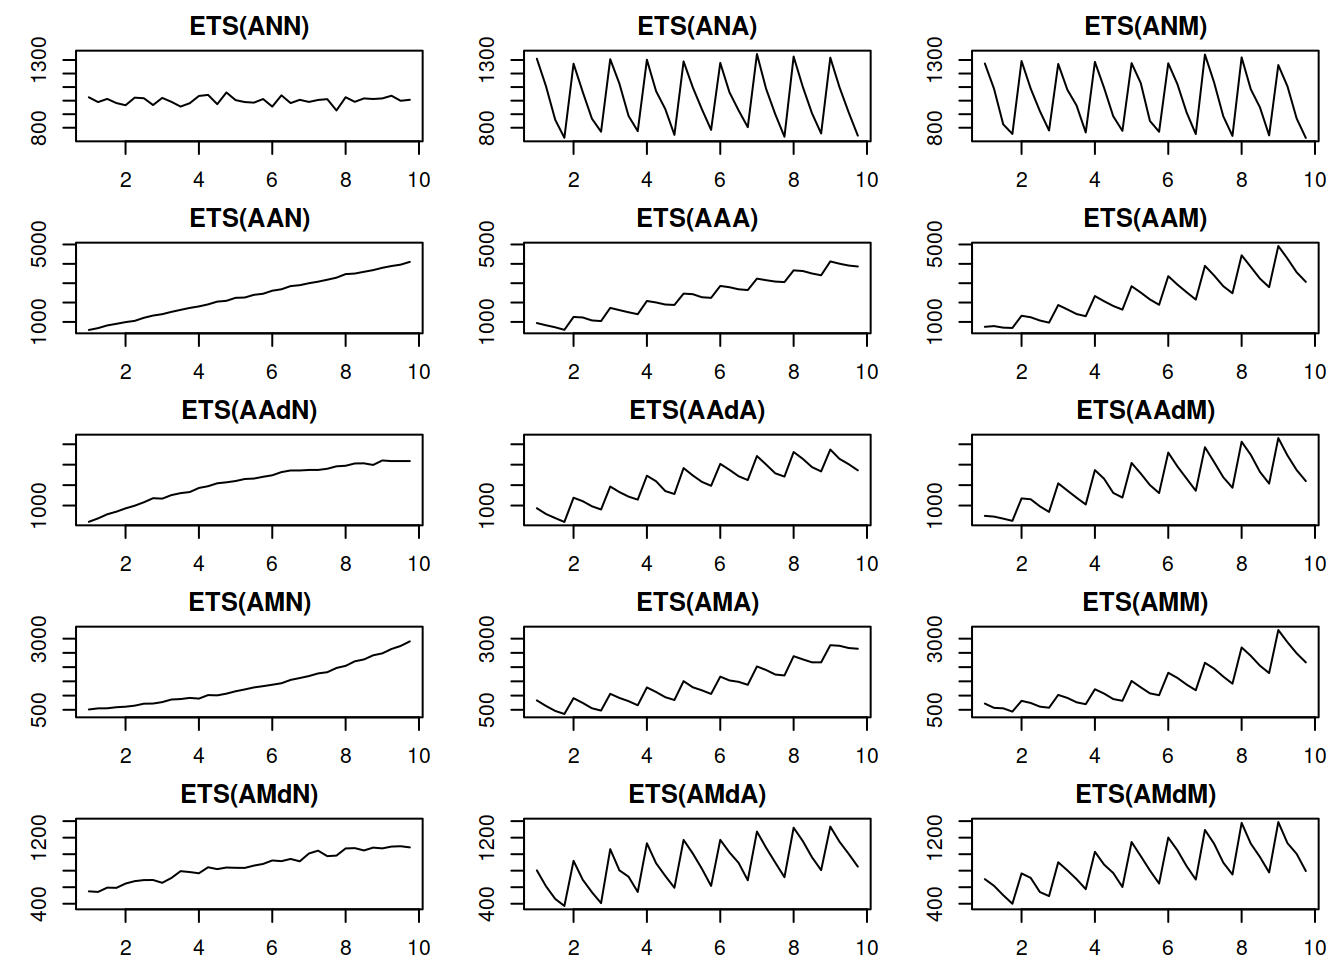 ETS(ANN)
1300
800
2 4 6 8 10
ETS(ANA)
1300
800
2 4 6 8 10
ETS(ANM)
1300
800
2 4 6 8 10
ETS(AAN)
5000
1000
2 4 6 8 10
ETS(AAA)
5000
1000
2 4 6 8 10
ETS(AAM)
5000
1000
2 4 6 8 10
ETS(AAdN)
1000
2 4 6 8 10
ETS(AAdA)
1000
2 4 6 8 10
ETS(AAdM)
1000
2 4 6 8 10
ETS(AMN)
3000
500
2 4 6 8 10
ETS(AMA)
3000
500
2 4 6 8 10
ETS(AMM)
3000
500
2 4 6 8 10
ETS(AMdN)
1200
400
2 4 6 8 10
ETS(AMdA)
1200
400
2 4 6 8 10
ETS(AMdM)
1200
400
2 4 6 8 10